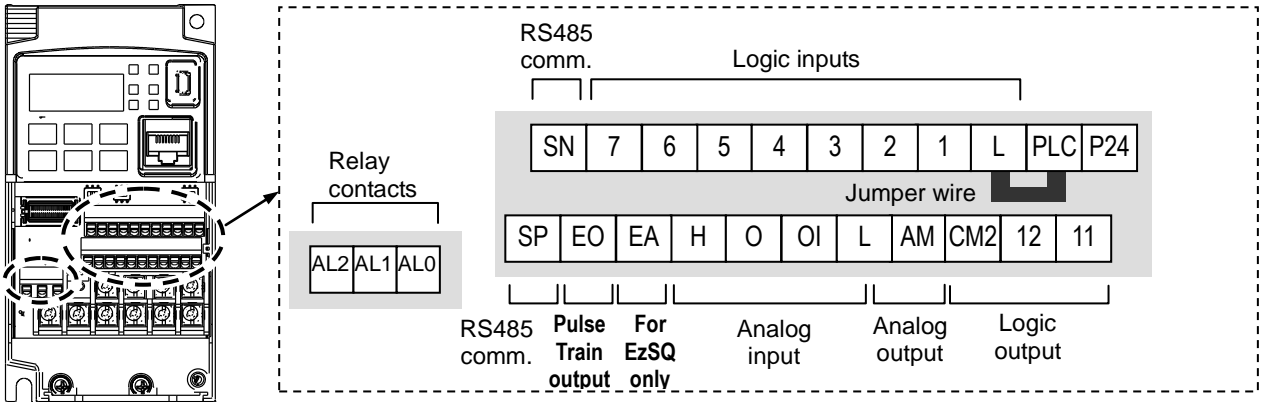 RS485
comm.
Logic inputs
SN 7 6 5 4 3 2 1 L PLC P24
Jumper wire
Relay
contacts
AL2 AL1 AL0
SP EO EA H O OI L AM CM2 12 11
RS485
comm.
Pulse
Train
output
For
EzSQ
only
Analog
input
Analog
output
Logic
output